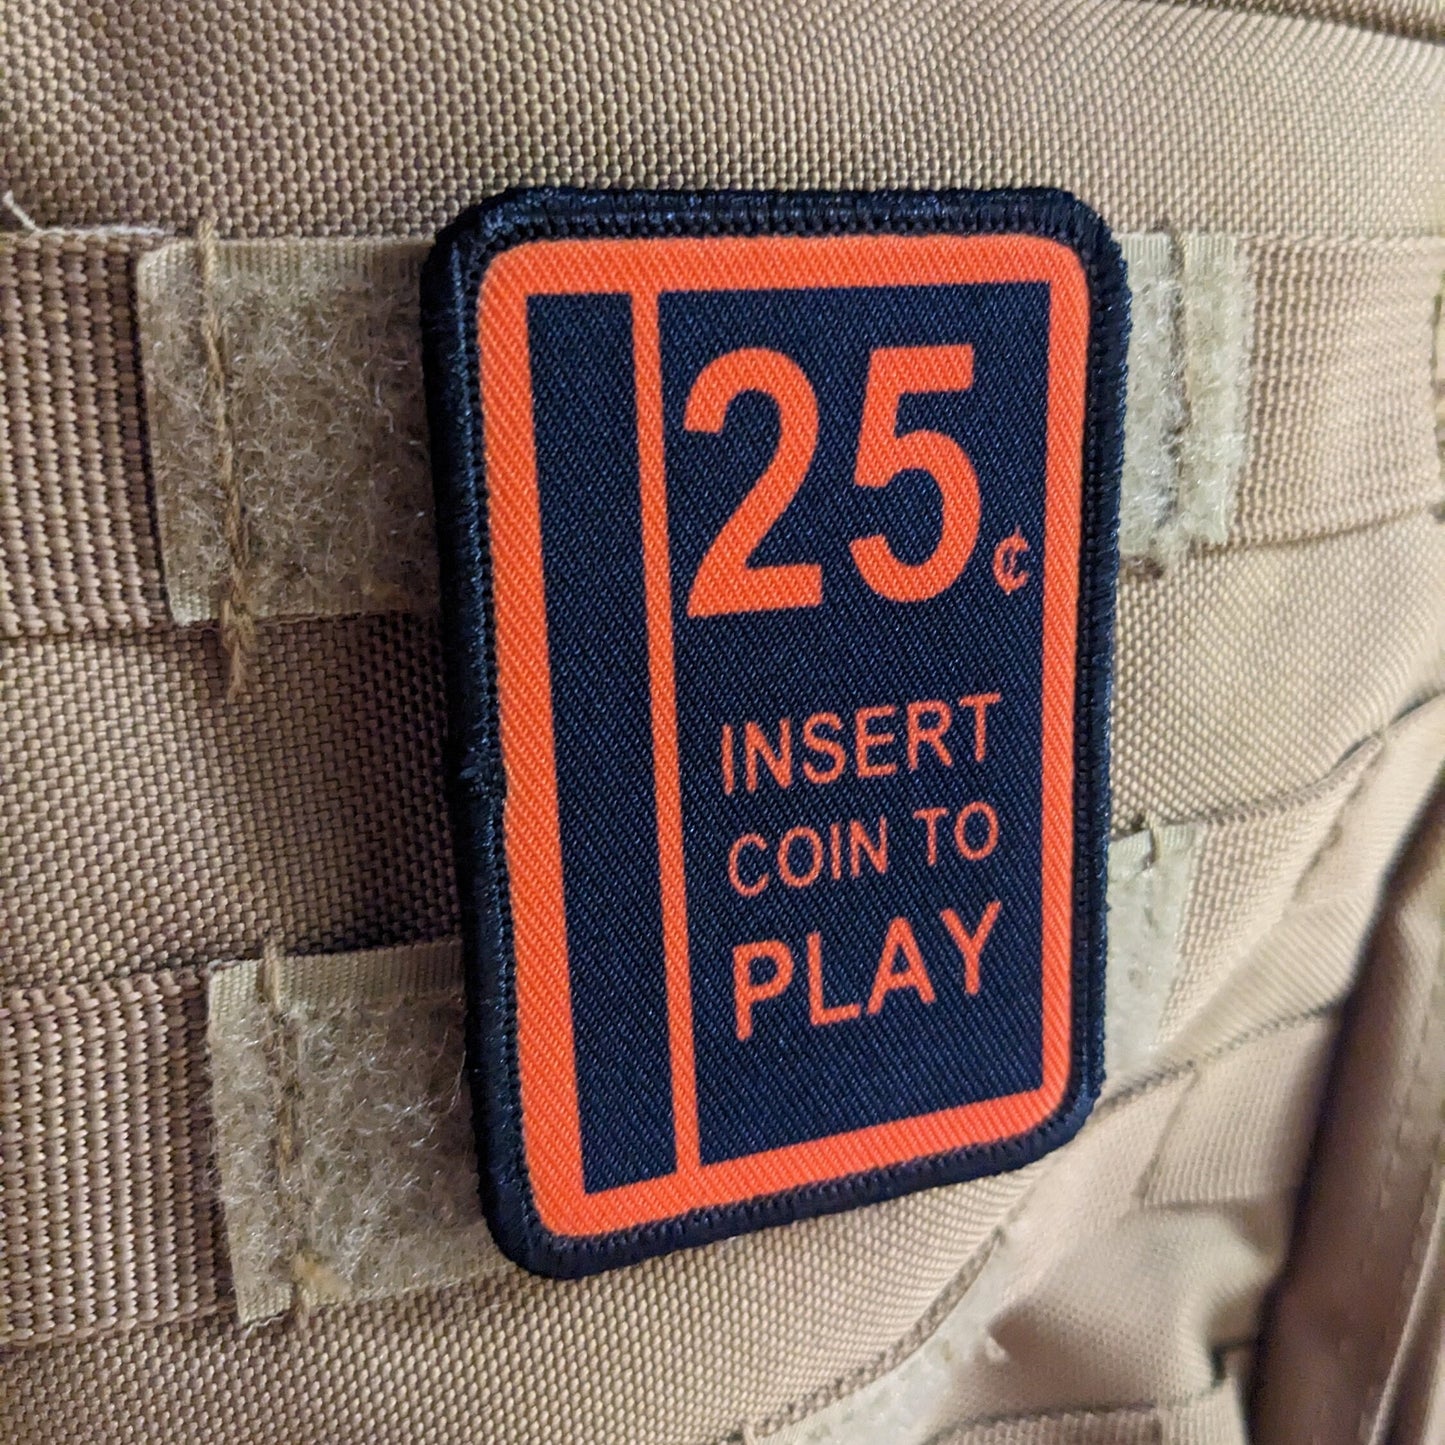 25¢
INSERT
COIN TO
PLAY